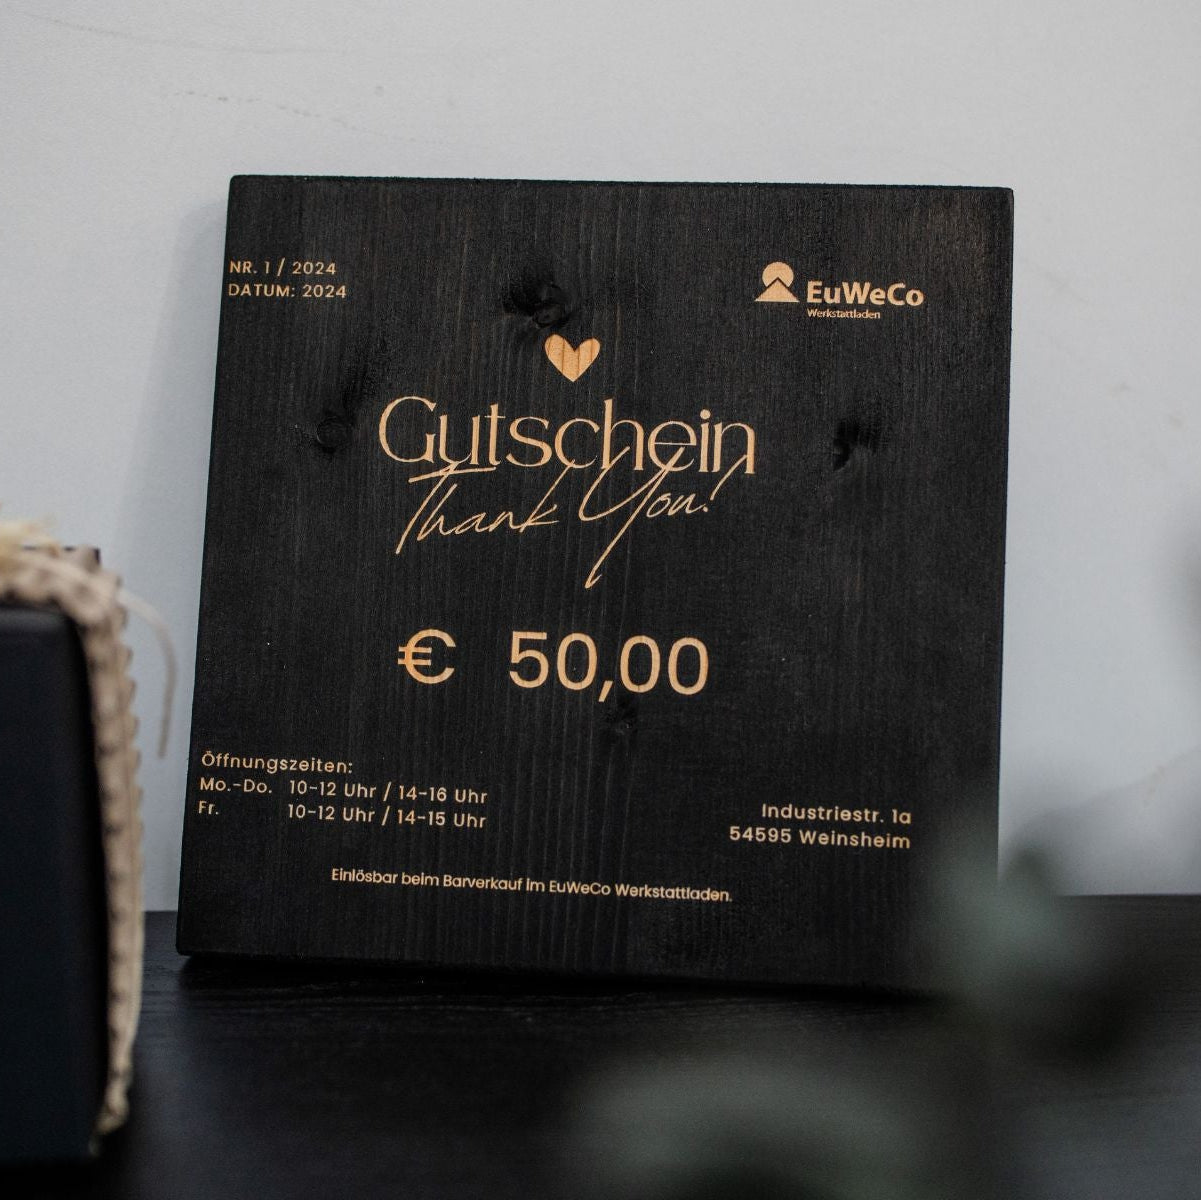 NR. 1 / 2024
DATUM: 2024
EuWeCo
Werkstattladen
Gutschein
Thank You!
€ 50,00
Öffnungszeiten:
Mo.-Do. 10-12 Uhr / 14-16 Uhr
Fr. 10-12 Uhr / 14-15 Uhr
Industriestr. 1a
54595 Weinsheim
Einlösbar beim Barverkauf im EuWeCo Werkstattladen.